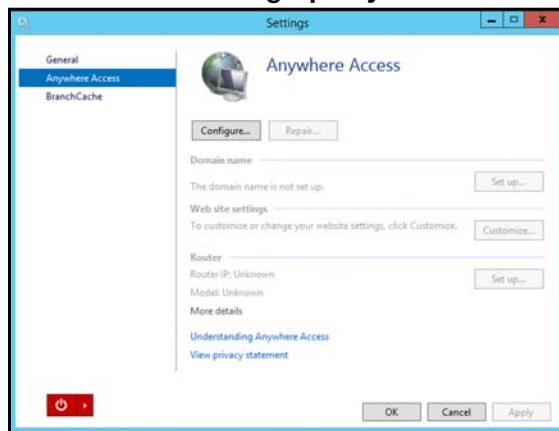 Settings
General
Anywhere Access
BranchCache
Anywhere Access
Configure...
Repair...
Domain name
The domain name is not set up.
Set up...
Web site settings
To customize or change your website settings, click Customize.
Customize...
Router
Router IP: Unknown
Set up...
Model: Unknown
More details
Understanding Anywhere Access
View privacy statement
OK
Cancel
Apply